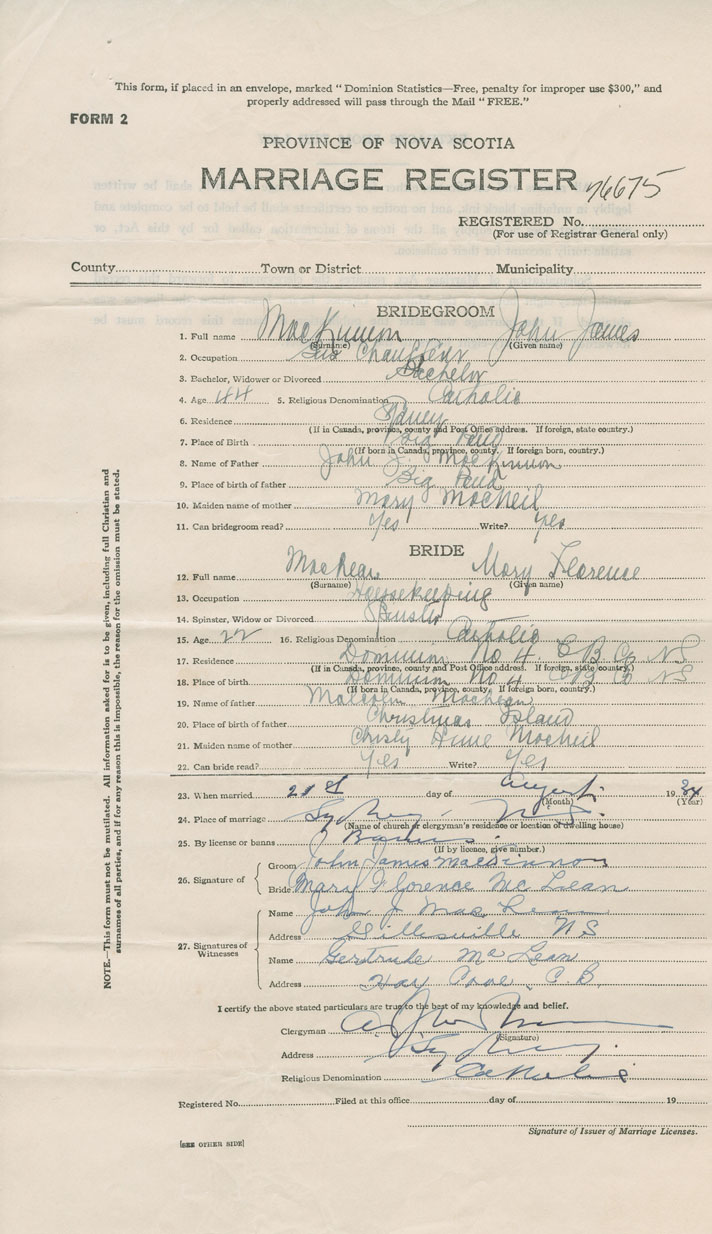 This form, if placed in an envelope, marked "Dominion Statistics—Free, penalty for improper use $300," and
properly addressed will pass through the Mail "FREE."
FORM 2
PROVINCE OF NOVA SCOTIA
MARRIAGE REGISTER
76675
REGISTERED No.
(For use of Registrar General only)
County Town or District Municipality
BRIDEGROOM
1. Full name MacKinnon John James
(Surname) (Given name)
2. Occupation Bus Chauffeur
3. Bachelor, Widower or Divorced Bachelor
4. Age 44 5. Religious Denomination Catholic
6. Residence
(If in Canada, province, county and Post Office address. If foreign, state country.)
7. Place of Birth Big Pond
(If born in Canada, province, county. If foreign born, country.)
8. Name of Father John J. MacKinnon
9. Place of birth of father Big Pond
10. Maiden name of mother Mary MacNeil
11. Can bridegroom read? Yes Write? Yes
BRIDE
12. Full name MacLean Mary Florence
(Surname) (Given name)
13. Occupation Housekeeping
14. Spinster, Widow or Divorced
15. Age 22 16. Religious Denomination Catholic
17. Residence Dominion No 4. C B Co NS
(If in Canada, province, county and Post Office address. If foreign, state country.)
18. Place of birth Dominion No 4 C B Co NS
(If born in Canada, province, county. If foreign born, country.)
19. Name of father Malcolm MacLean
20. Place of birth of father Christmas Island
21. Maiden name of mother Christy MacNeil
22. Can bride read? Yes Write? Yes
23. When married 21st day of August 1934
(Month) (Year)
24. Place of marriage Sydney - N.S.
(Name of church or clergyman's residence or location of dwelling house)
25. By license or banns Banns
(If by licence, give number.)
26. Signature of
Groom John James MacKinnon
Bride Mary Florence McLean
27. Signatures of
Witnesses
Name John J MacLean
Address Gillisville NS
Name Gertrude McLean
Address Hay Cove, C.B.
I certify the above stated particulars are true to the best of my knowledge and belief.
Clergyman
(Signature)
Address Sydney.
Religious Denomination Catholic
Registered No. Filed at this office day of 19
Signature of Issuer of Marriage Licenses.
[SEE OTHER SIDE]
NOTE.—This form must not be mutilated. All information asked for is to be given, including full Christian and
surnames of all parties, and if for any reason this is impossible, the reason for the omission must be stated.